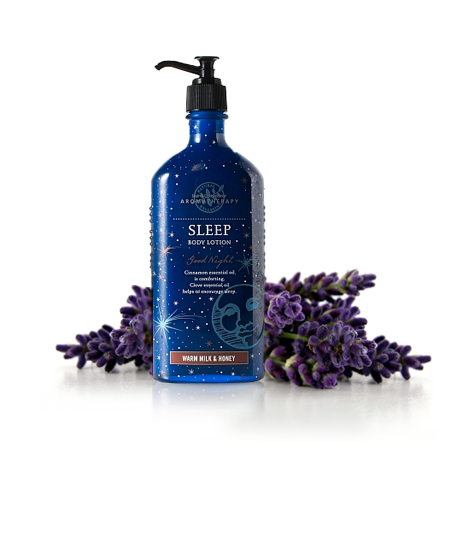 AROMATHERAPY
SLEEP
BODY LOTION
Good Night
Cinnamon essential oil,
is comforting.
Clove essential oil
helps to encourage sleep.
WARM MILK & HONEY